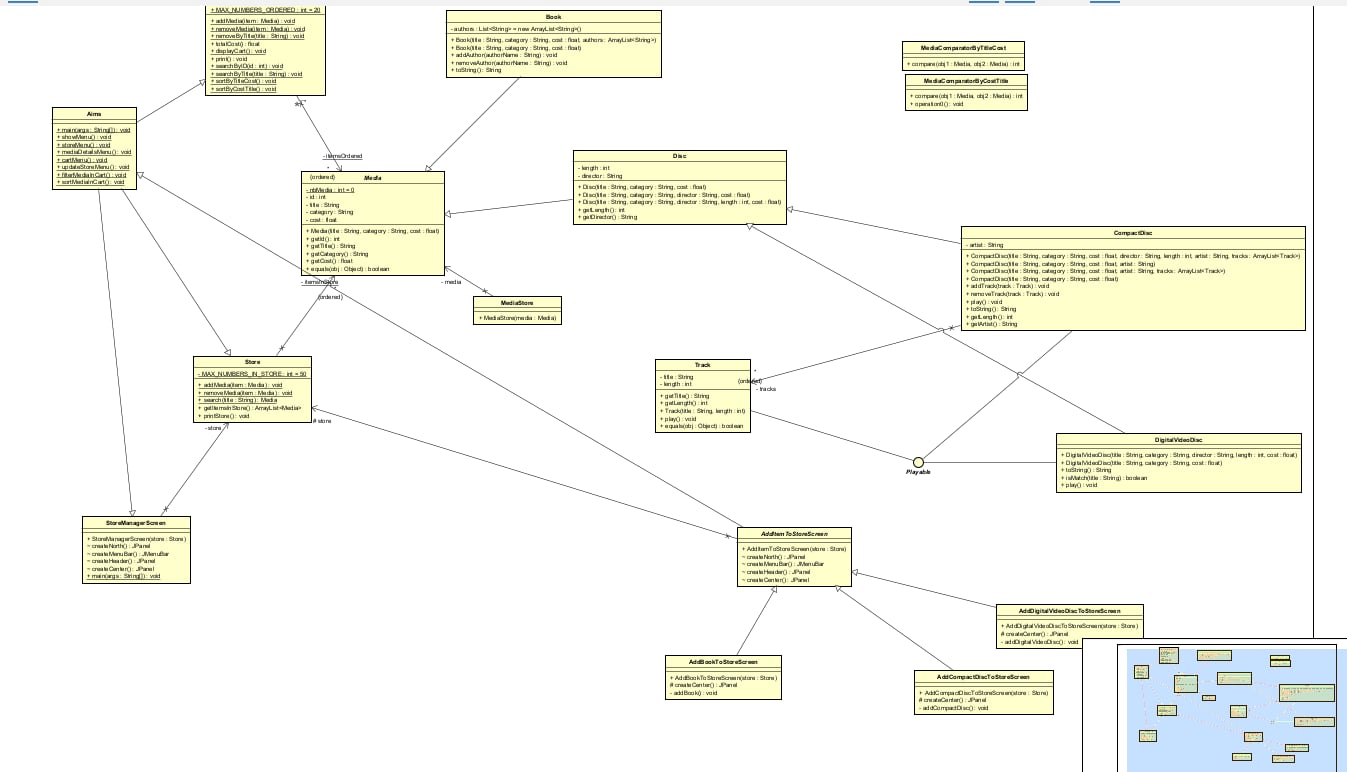 + MAX_NUMBERS_ORDERED : int = 20
+ addMedia(item : Media) : void
+ removeMedia(item : Media) : void
+ removeByTitle(title : String) : void
+ totalCost() : float
+ displayCart() : void
+ print() : void
+ searchByID(id : int) : void
+ searchByTitle(title : String) : void
+ sortByTitleCost() : void
+ sortByCostTitle() : void
Book
- authors : List<String> = new ArrayList<String>()
+ Book(title : String, category : String, cost : float, authors : ArrayList<String>)
+ Book(title : String, category : String, cost : float)
+ addAuthor(authorName : String) : void
+ removeAuthor(authorName : String) : void
+ toString() : String
MediaComparatorByTitleCost
+ compare(obj1 : Media, obj2 : Media) : int
MediaComparatorByCostTitle
+ compare(obj1 : Media, obj2 : Media) : int
+ operation0() : void
Aims
+ main(args : String[]) : void
+ showMenu() : void
+ storeMenu() : void
+ mediaDetailsMenu() : void
+ cartMenu() : void
+ updateStoreMenu() : void
+ filterMediaInCart() : void
+ sortMediaInCart() : void
- itemsOrdered
*
{ordered}
Media
- nbMedia : int = 0
- id : int
- title : String
- category : String
- cost : float
+ Media(title : String, category : String, cost : float)
+ getId() : int
+ getTitle() : String
+ getCategory() : String
+ getCost() : float
+ equals(obj : Object) : boolean
- itemsInStore
{ordered}
- media
Disc
- length : int
- director : String
+ Disc(title : String, category : String, cost : float)
+ Disc(title : String, category : String, director : String, cost : float)
+ Disc(title : String, category : String, director : String, length : int, cost : float)
+ getLength() : int
+ getDirector() : String
CompactDisc
- artist : String
+ CompactDisc(title : String, category : String, cost : float, director : String, length : int, artist : String, tracks : ArrayList<Track>)
+ CompactDisc(title : String, category : String, cost : float, artist : String)
+ CompactDisc(title : String, category : String, cost : float, artist : String, tracks : ArrayList<Track>)
+ CompactDisc(title : String, category : String, cost : float)
+ addTrack(track : Track) : void
+ removeTrack(track : Track) : void
+ play() : void
+ toString() : String
+ getLength() : int
+ getArtist() : String
MediaStore
+ MediaStore(media : Media)
Store
- MAX_NUMBERS_IN_STORE : int = 50
+ addMedia(item : Media) : void
+ removeMedia(item : Media) : void
+ search(title : String) : Media
+ getItemsInStore() : ArrayList<Media>
+ printStore() : void
- store
# store
Track
- title : String
- length : int
+ getTitle() : String
+ getLength() : int
+ Track(title : String, length : int)
+ play() : void
+ equals(obj : Object) : boolean
*
{ordered}
- tracks
Playable
DigitalVideoDisc
+ DigitalVideoDisc(title : String, category : String, director : String, length : int, cost : float)
+ DigitalVideoDisc(title : String, category : String, cost : float)
+ toString() : String
+ isMatch(title : String) : boolean
+ play() : void
StoreManagerScreen
+ StoreManagerScreen(store : Store)
~ createNorth() : JPanel
~ createMenuBar() : JMenuBar
~ createHeader() : JPanel
~ createCenter() : JPanel
+ main(args : String[]) : void
AddItemToStoreScreen
+ AddItemToStoreScreen(store : Store)
~ createNorth() : JPanel
~ createMenuBar() : JMenuBar
~ createHeader() : JPanel
~ createCenter() : JPanel
AddDigitalVideoDiscToStoreScreen
+ AddDigitalVideoDiscToStoreScreen(store : Store)
# createCenter() : JPanel
- addDigitalVideoDisc() : void
AddBookToStoreScreen
+ AddBookToStoreScreen(store : Store)
# createCenter() : JPanel
- addBook() : void
AddCompactDiscToStoreScreen
+ AddCompactDiscToStoreScreen(store : Store)
# createCenter() : JPanel
- addCompactDisc() : void